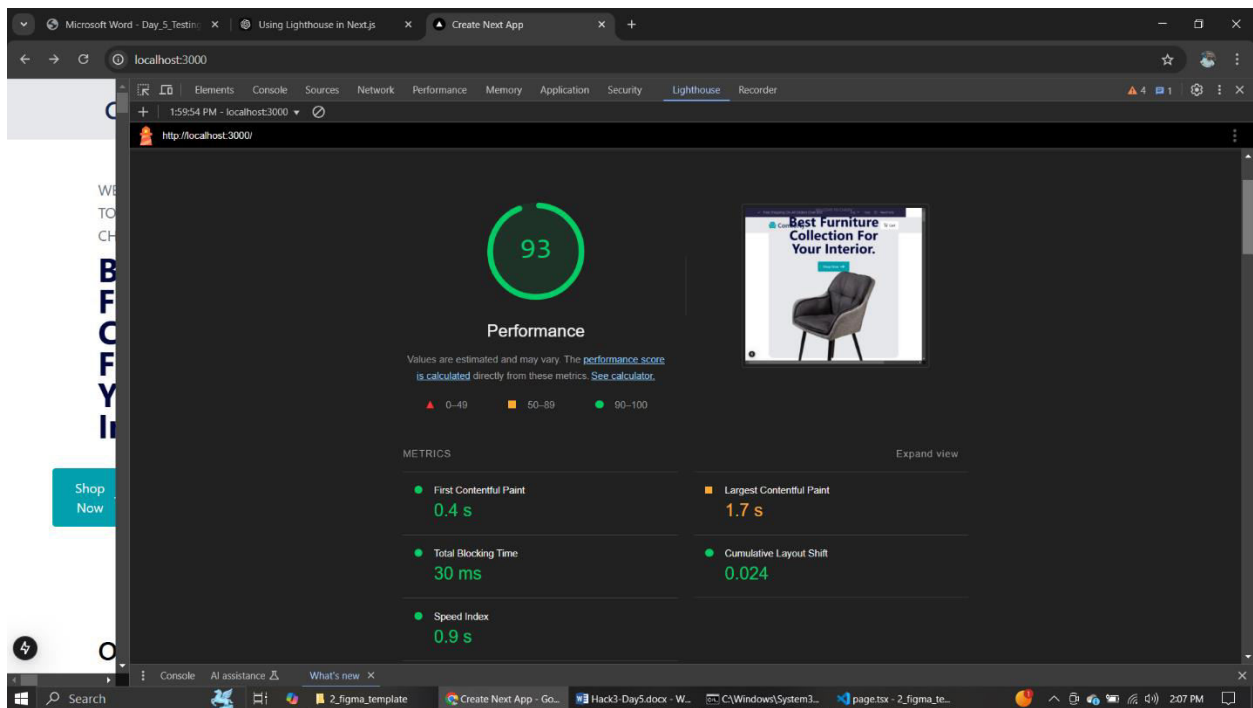 Microsoft Word - Day_5_Testing
Using Lighthouse in Next.js
Create Next App
localhost:3000
Elements Console Sources Network Performance Memory Application Security Lighthouse Recorder
4 1
1:59:54 PM - localhost:3000
http://localhost:3000/
WE
TO
CH
B
F
C
F
Y
In
Shop
Now
O
93
Performance
Values are estimated and may vary. The performance score
is calculated directly from these metrics. See calculator.
0–49 50–89 90–100
Best Furniture
Collection For
Your Interior.
METRICS
Expand view
First Contentful Paint
0.4 s
Largest Contentful Paint
1.7 s
Total Blocking Time
30 ms
Cumulative Layout Shift
0.024
Speed Index
0.9 s
Console AI assistance What's new
Search
2_figma_template
Create Next App - Go...
Hack3-Day5.docx - W...
C:\Windows\System3...
page.tsx - 2_figma_te...
2:07 PM